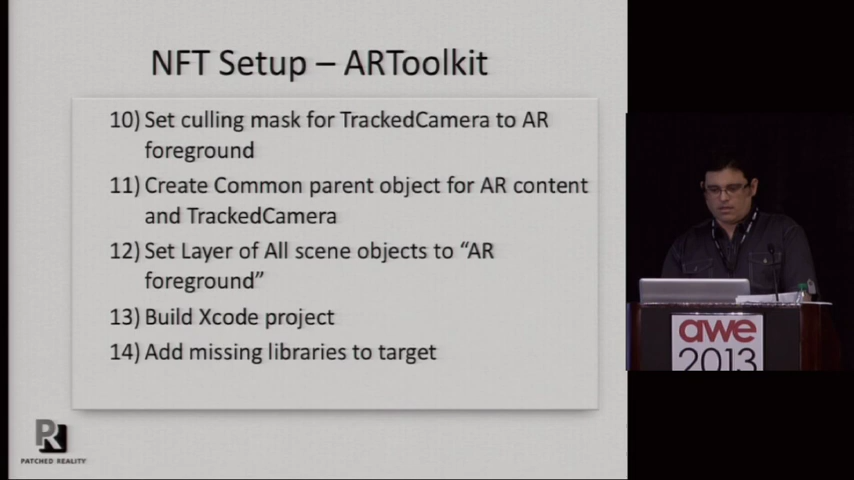 NFT Setup – ARToolkit
10) Set culling mask for TrackedCamera to AR
foreground
11) Create Common parent object for AR content
and TrackedCamera
12) Set Layer of All scene objects to “AR
foreground”
13) Build Xcode project
14) Add missing libraries to target
PR
PATCHED REALITY
awe
2013